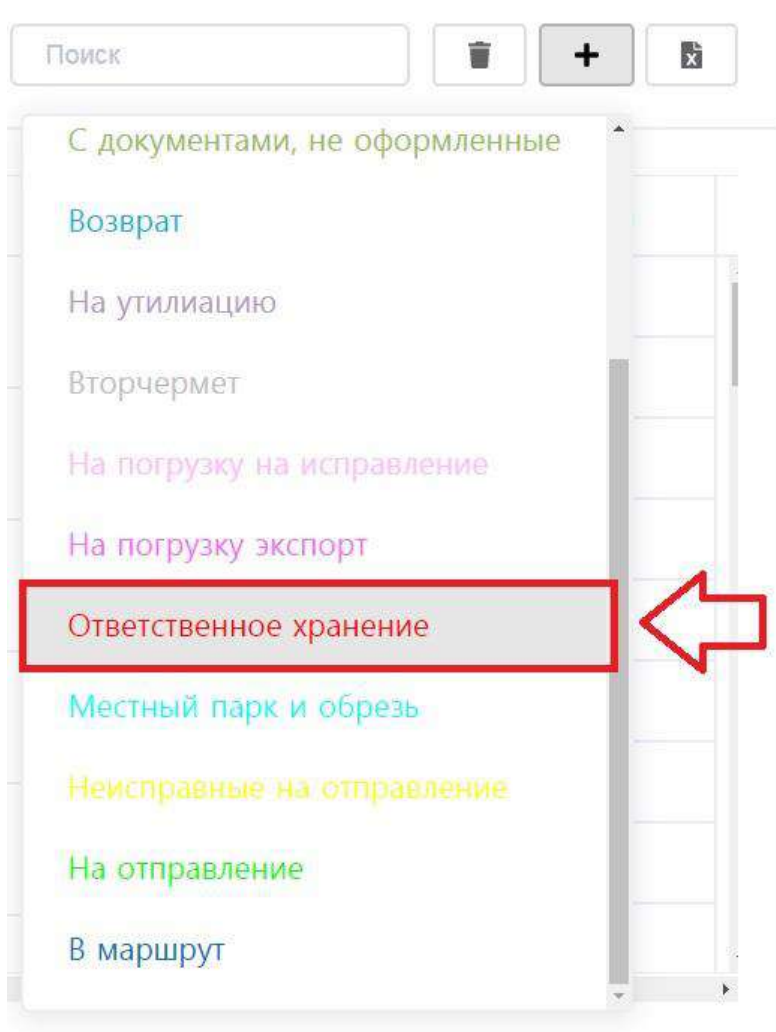 Поиск
С документами, не оформленные
Возврат
На утилиацию
Вторчермет
На погрузку на исправление
На погрузку экспорт
Ответственное хранение
Местный парк и обрезь
Неисправные на отправление
На отправление
В маршрут